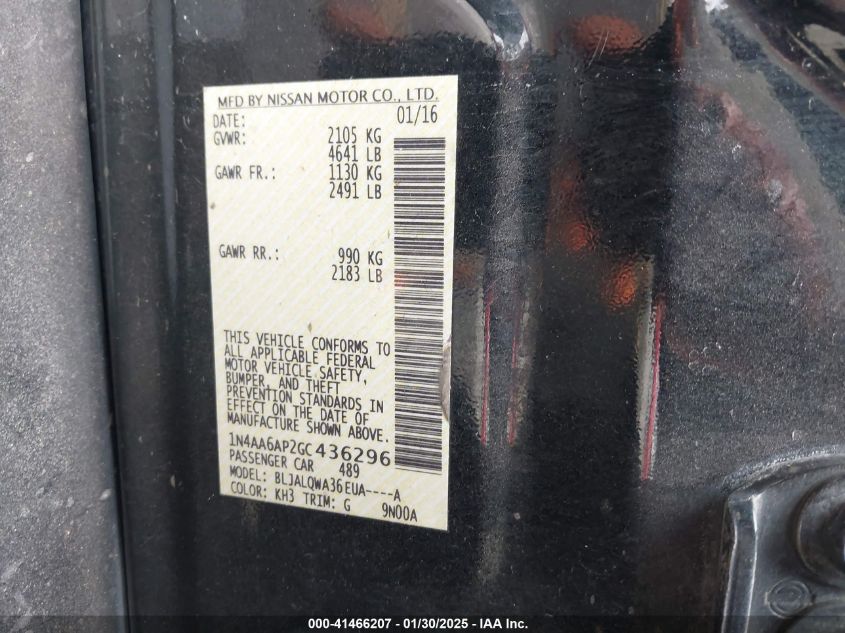 MFD BY NISSAN MOTOR CO., LTD.
DATE: 01/16
GVWR: 2105 KG
4641 LB
GAWR FR.: 1130 KG
2491 LB
GAWR RR.: 990 KG
2183 LB
THIS VEHICLE CONFORMS TO
ALL APPLICABLE FEDERAL
MOTOR VEHICLE SAFETY,
BUMPER, AND THEFT
PREVENTION STANDARDS IN
EFFECT ON THE DATE OF
MANUFACTURE SHOWN ABOVE.
1N4AA6AP2GC436296
PASSENGER CAR 489
MODEL: BLJALQWA36EUA----A
COLOR: KH3 TRIM: G 9N00A
000-41466207 - 01/30/2025 - IAA Inc.